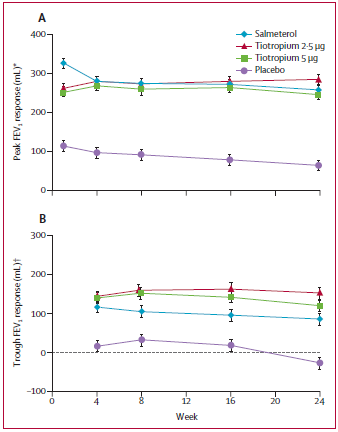 A
400
300
200
100
0
Peak FEV₁ response (mL)*
Salmeterol
Tiotropium 2·5 µg
Tiotropium 5 µg
Placebo
B
300
200
100
0
−100
Trough FEV₁ response (mL)†
0 4 8 12 16 20 24
Week